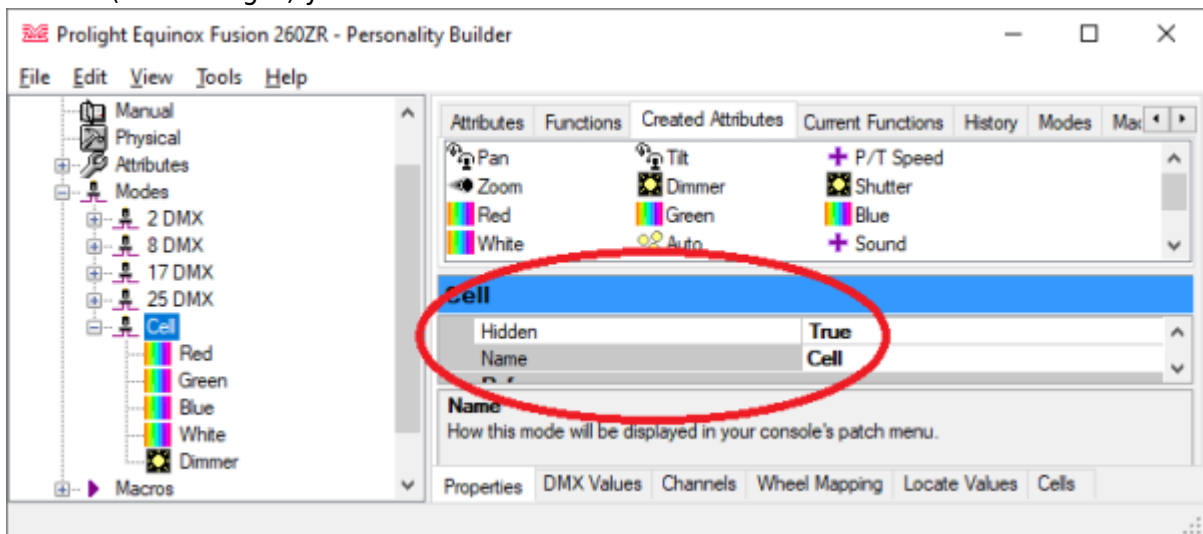 Prolight Equinox Fusion 260ZR - Personality Builder
File Edit View Tools Help
Manual
Physical
Attributes
Modes
2 DMX
8 DMX
17 DMX
25 DMX
Cell
Red
Green
Blue
White
Dimmer
Macros
Attributes Functions Created Attributes Current Functions History Modes
Pan Tilt P/T Speed
Zoom Dimmer Shutter
Red Green Blue
White Auto Sound
Cell
Hidden True
Name Cell
Name
How this mode will be displayed in your console's patch menu.
Properties DMX Values Channels Wheel Mapping Locate Values Cells